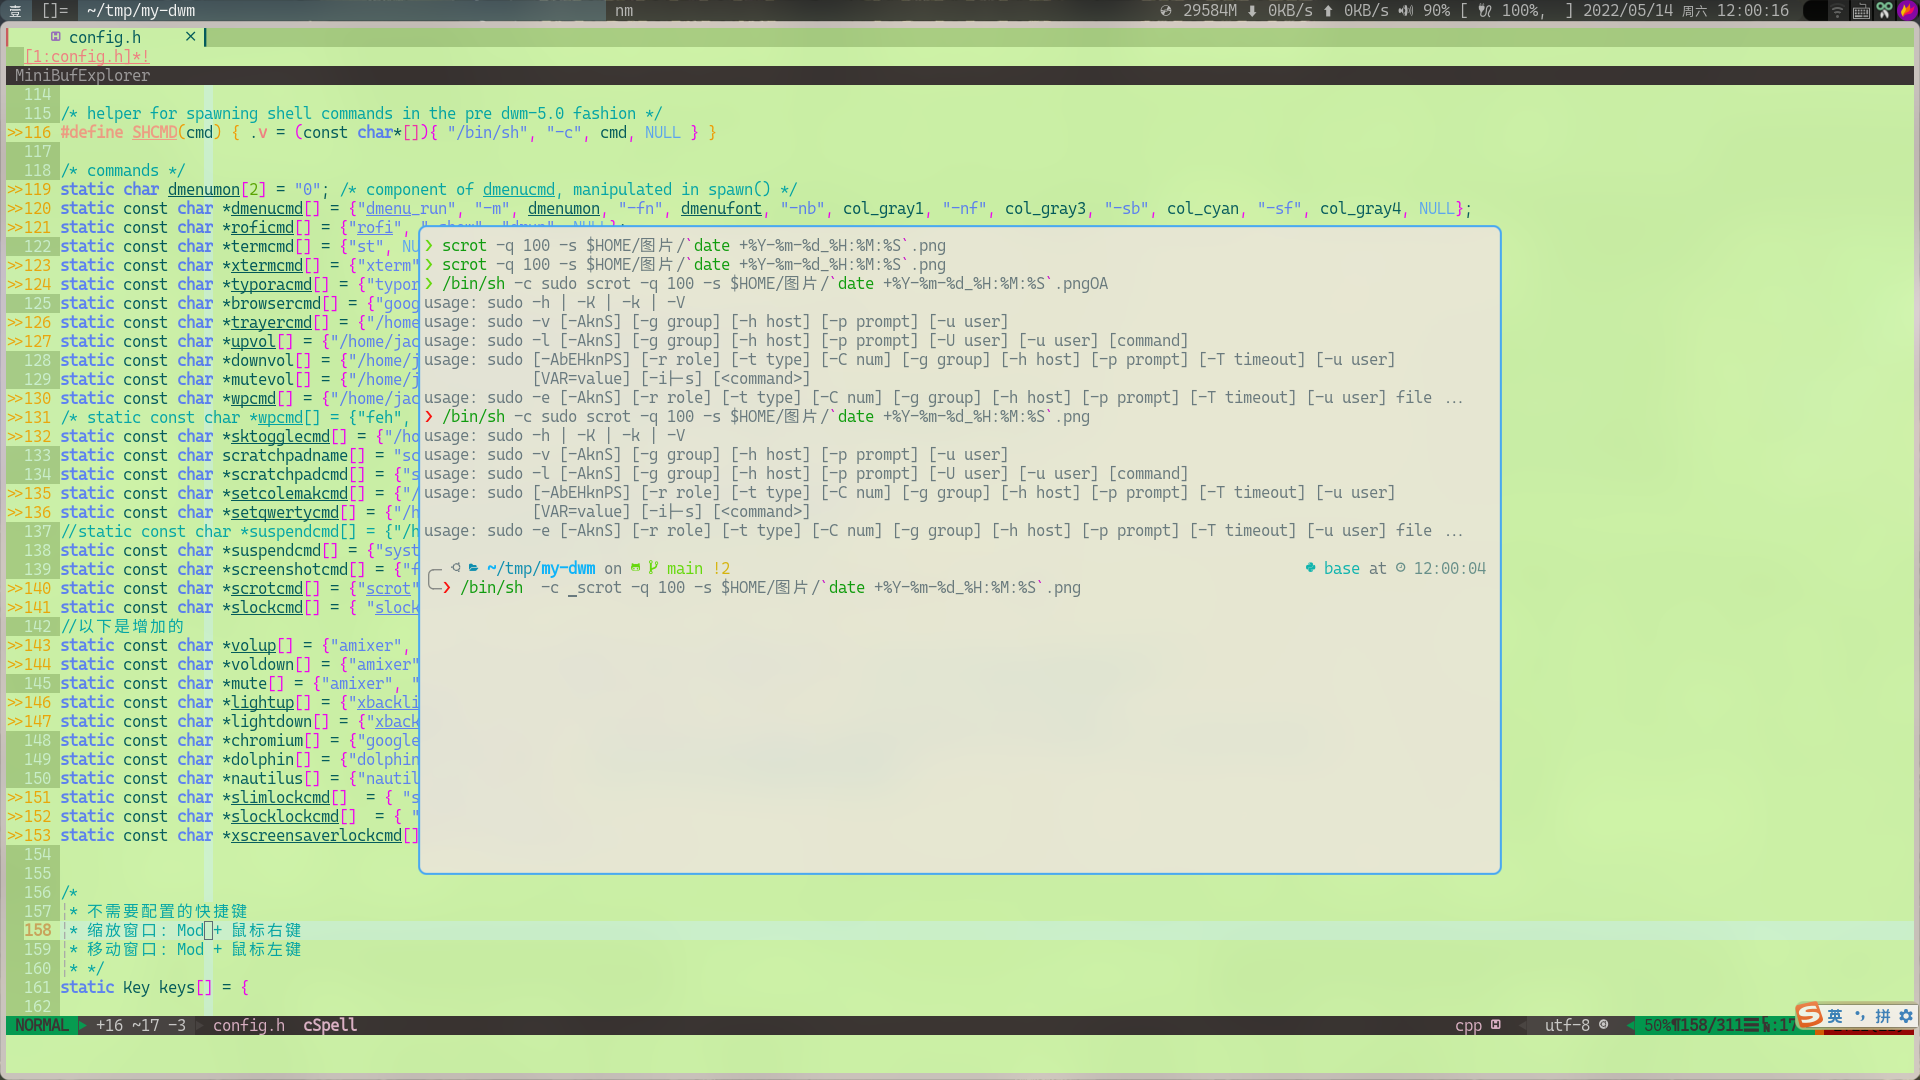 壹 []= ~/tmp/my-dwm nm 29584M 0KB/s 0KB/s 90% [ 100%, ] 2022/05/14 周六 12:00:16
config.h ×
[1:config.h]*!
MiniBufExplorer
114
115 /* helper for spawning shell commands in the pre dwm-5.0 fashion */
>>116 #define SHCMD(cmd) { .v = (const char*[]){ "/bin/sh", "-c", cmd, NULL } }
117
118 /* commands */
>>119 static char dmenumon[2] = "0"; /* component of dmenucmd, manipulated in spawn() */
>>120 static const char *dmenucmd[] = {"dmenu_run", "-m", dmenumon, "-fn", dmenufont, "-nb", col_gray1, "-nf", col_gray3, "-sb", col_cyan, "-sf", col_gray4, NULL};
>>121 static const char *roficmd[] = {"rofi",
122 static const char *termcmd[] = {"st", NU
>>123 static const char *xtermcmd[] = {"xterm"
>>124 static const char *typoracmd[] = {"typor
125 static const char *browsercmd[] = {"goog
>>126 static const char *trayercmd[] = {"/home
>>127 static const char *upvol[] = {"/home/jac
128 static const char *downvol[] = {"/home/j
129 static const char *mutevol[] = {"/home/j
>>130 static const char *wpcmd[] = {"/home/jac
>>131 /* static const char *wpcmd[] = {"feh",
>>132 static const char *sktogglecmd[] = {"/ho
133 static const char scratchpadname[] = "sc
134 static const char *scratchpadcmd[] = {"s
>>135 static const char *setcolemakcmd[] = {"/
>>136 static const char *setqwertycmd[] = {"/h
137 //static const char *suspendcmd[] = {"/h
138 static const char *suspendcmd[] = {"syst
139 static const char *screenshotcmd[] = {"f
>>140 static const char *scrotcmd[] = {"scrot"
>>141 static const char *slockcmd[] = { "slock
142 //以下是增加的
>>143 static const char *volup[] = {"amixer",
>>144 static const char *voldown[] = {"amixer"
145 static const char *mute[] = {"amixer", "
>>146 static const char *lightup[] = {"xbackli
>>147 static const char *lightdown[] = {"xback
148 static const char *chromium[] = {"google
149 static const char *dolphin[] = {"dolphin
150 static const char *nautilus[] = {"nautil
>>151 static const char *slimlockcmd[] = { "s
>>152 static const char *slocklockcmd[] = { "
>>153 static const char *xscreensaverlockcmd[]
154
155
156 /*
157 * 不需要配置的快捷键
158 * 缩放窗口: Mod + 鼠标右键
159 * 移动窗口: Mod + 鼠标左键
160 * */
161 static Key keys[] = {
162
❯ scrot -q 100 -s $HOME/图片/`date +%Y-%m-%d_%H:%M:%S`.png
❯ scrot -q 100 -s $HOME/图片/`date +%Y-%m-%d_%H:%M:%S`.png
❯ /bin/sh -c sudo scrot -q 100 -s $HOME/图片/`date +%Y-%m-%d_%H:%M:%S`.pngOA
usage: sudo -h | -K | -k | -V
usage: sudo -v [-AknS] [-g group] [-h host] [-p prompt] [-u user]
usage: sudo -l [-AknS] [-g group] [-h host] [-p prompt] [-U user] [-u user] [command]
usage: sudo [-AbEHknPS] [-r role] [-t type] [-C num] [-g group] [-h host] [-p prompt] [-T timeout] [-u user]
[VAR=value] [-i|-s] [<command>]
usage: sudo -e [-AknS] [-r role] [-t type] [-C num] [-g group] [-h host] [-p prompt] [-T timeout] [-u user] file ...
❯ /bin/sh -c sudo scrot -q 100 -s $HOME/图片/`date +%Y-%m-%d_%H:%M:%S`.png
usage: sudo -h | -K | -k | -V
usage: sudo -v [-AknS] [-g group] [-h host] [-p prompt] [-u user]
usage: sudo -l [-AknS] [-g group] [-h host] [-p prompt] [-U user] [-u user] [command]
usage: sudo [-AbEHknPS] [-r role] [-t type] [-C num] [-g group] [-h host] [-p prompt] [-T timeout] [-u user]
[VAR=value] [-i|-s] [<command>]
usage: sudo -e [-AknS] [-r role] [-t type] [-C num] [-g group] [-h host] [-p prompt] [-T timeout] [-u user] file ...
~/tmp/my-dwm on main !2 base at 12:00:04
❯ /bin/sh -c _scrot -q 100 -s $HOME/图片/`date +%Y-%m-%d_%H:%M:%S`.png
NORMAL +16 ~17 -3 config.h cSpell cpp utf-8 50%¶158/311☰
英 拼